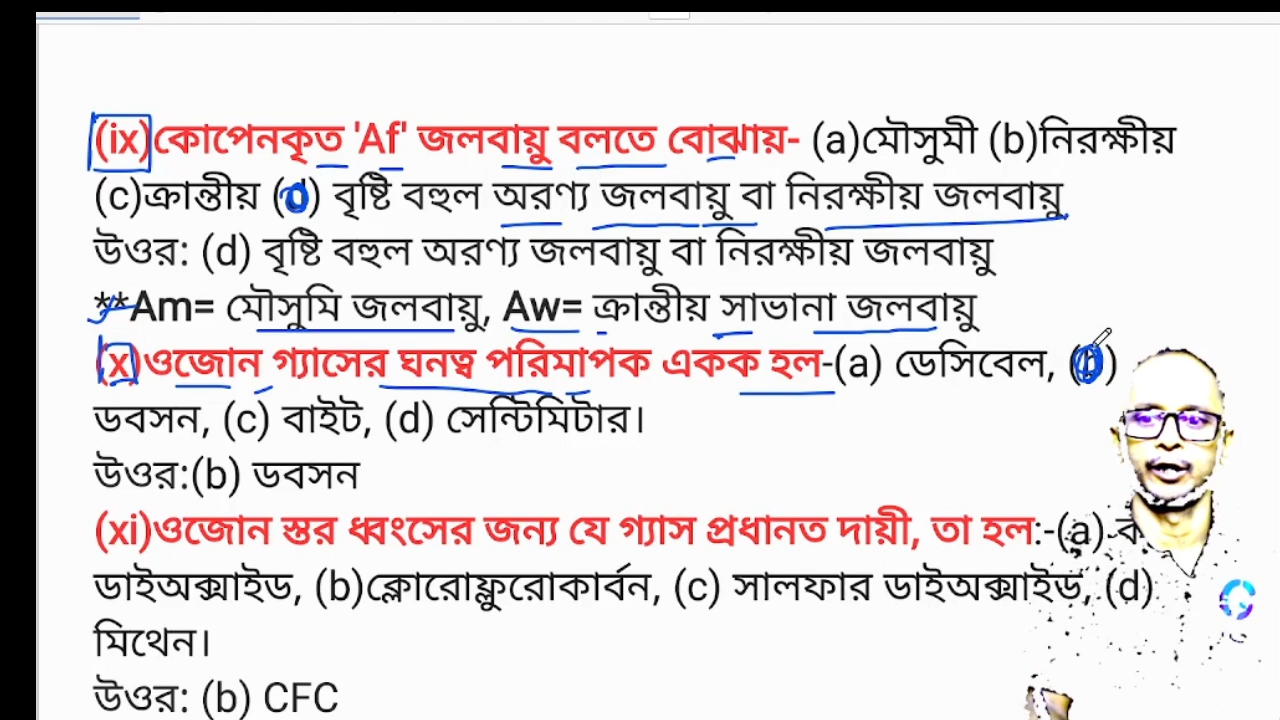 (ix)কোপেনকৃত 'Af' জলবায়ু বলতে বোঝায়- (a)মৌসুমী (b)নিরক্ষীয়
(c)ক্রান্তীয় (d) বৃষ্টি বহুল অরণ্য জলবায়ু বা নিরক্ষীয় জলবায়ু
উওর: (d) বৃষ্টি বহুল অরণ্য জলবায়ু বা নিরক্ষীয় জলবায়ু
**Am= মৌসুমি জলবায়ু, Aw= ক্রান্তীয় সাভানা জলবায়ু
(x)ওজোন গ্যাসের ঘনত্ব পরিমাপক একক হল-(a) ডেসিবেল, (b)
ডবসন, (c) বাইট, (d) সেন্টিমিটার।
উওর:(b) ডবসন
(xi)ওজোন স্তর ধ্বংসের জন্য যে গ্যাস প্রধানত দায়ী, তা হল:-(a)
ডাইঅক্সাইড, (b)ক্লোরোফ্লুরোকার্বন, (c) সালফার ডাইঅক্সাইড, (d)
মিথেন।
উওর: (b) CFC